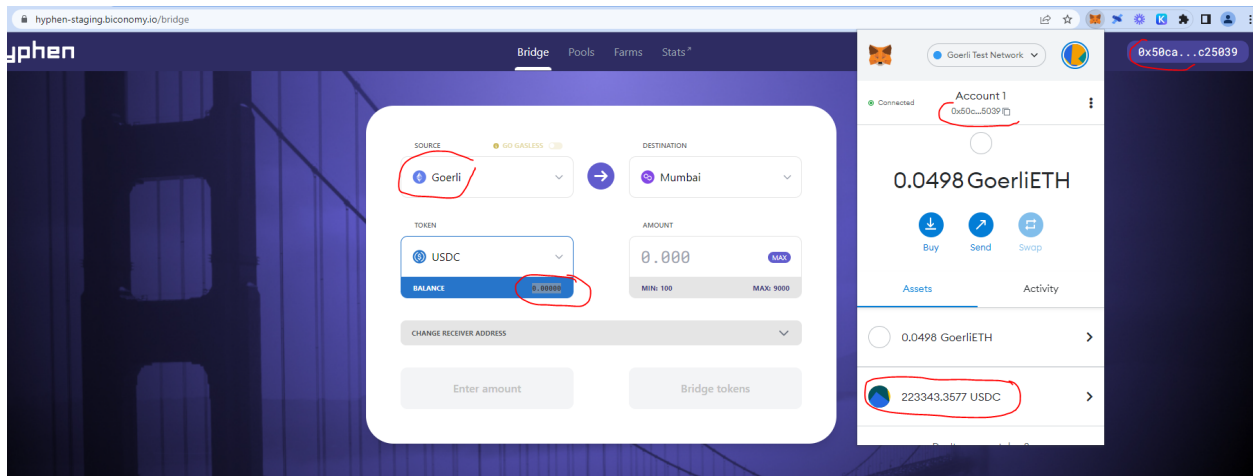 hyphen-staging.biconomy.io/bridge
yphen
Bridge Pools Farms Stats
0x50ca...c25039
SOURCE
GO GASLESS
DESTINATION
Goerli
Mumbai
TOKEN
AMOUNT
USDC
0.000
MAX
BALANCE
0.00000
MIN: 100
MAX: 9000
CHANGE RECEIVER ADDRESS
Enter amount
Bridge tokens
Goerli Test Network
Connected
Account 1
0x50c...5039
0.0498 GoerliETH
Buy
Send
Swap
Assets
Activity
0.0498 GoerliETH
223343.3577 USDC